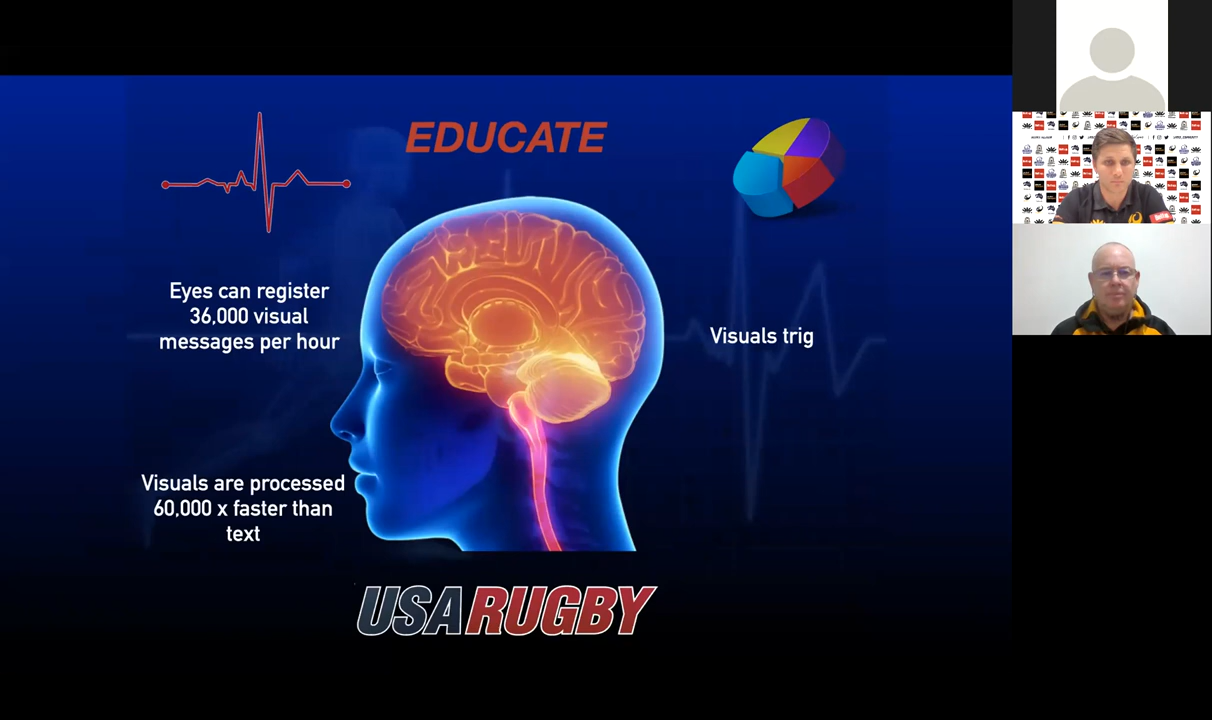 EDUCATE
Eyes can register
36,000 visual
messages per hour
Visuals trig
Visuals are processed
60,000 x faster than
text
USA RUGBY